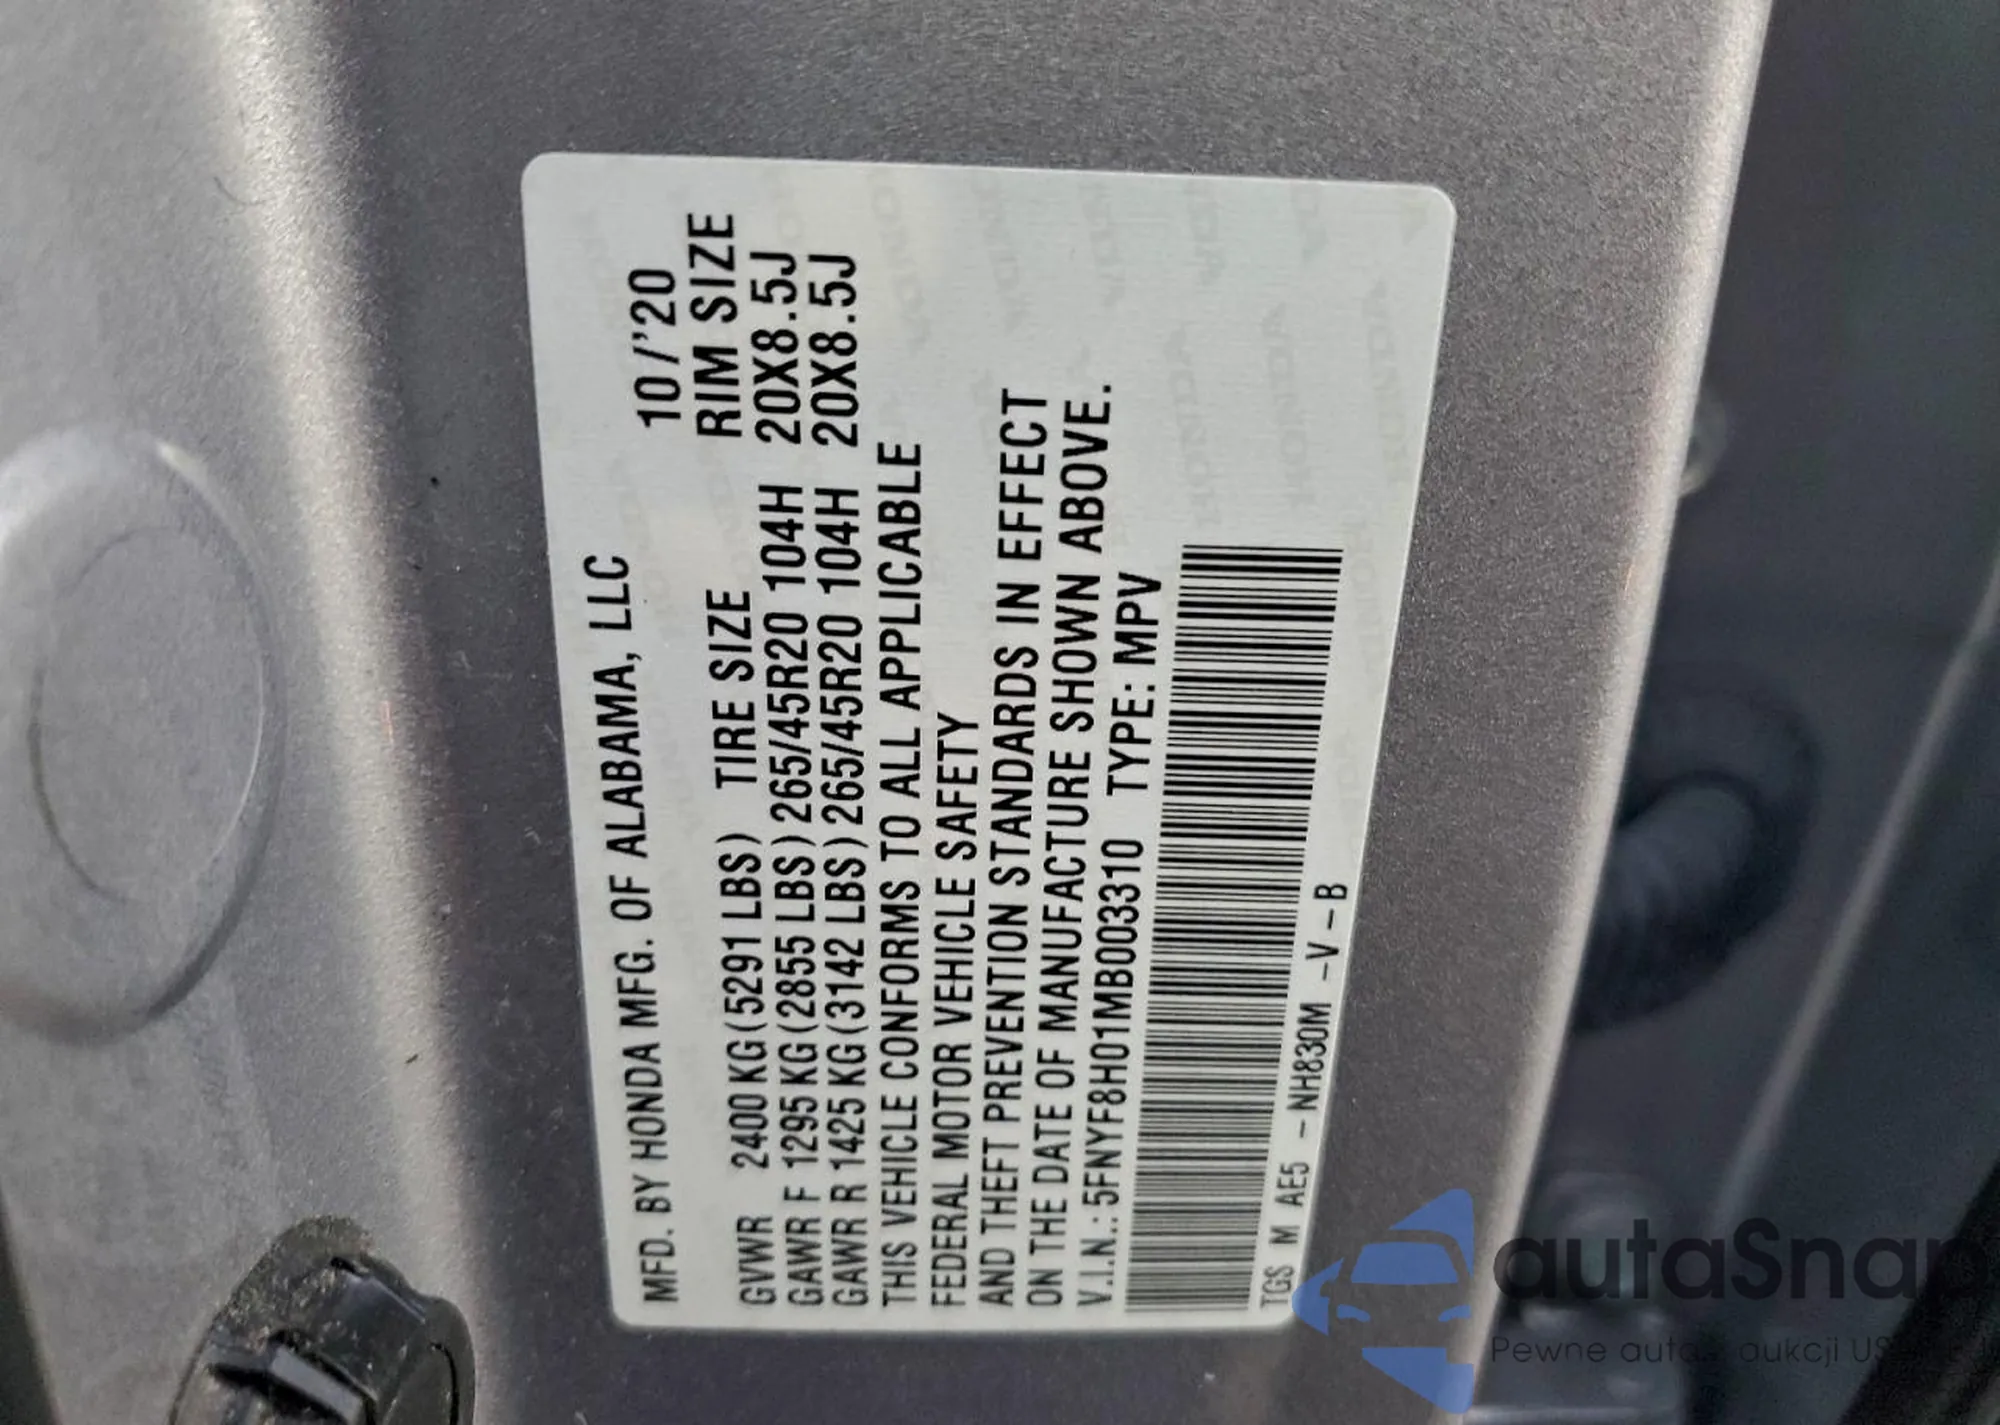 MFD. BY HONDA MFG. OF ALABAMA, LLC
10/'20
GVWR 2400 KG(5291 LBS) TIRE SIZE RIM SIZE
GAWR F 1295 KG(2855 LBS)265/45R20 104H 20X8.5J
GAWR R 1425 KG(3142 LBS)265/45R20 104H 20X8.5J
THIS VEHICLE CONFORMS TO ALL APPLICABLE
FEDERAL MOTOR VEHICLE SAFETY
AND THEFT PREVENTION STANDARDS IN EFFECT
ON THE DATE OF MANUFACTURE SHOWN ABOVE.
V.I.N.: 5FNYF8H01MB003310 TYPE: MPV
TGS M AE5 -NH830M -V-B
autaSnap
Pewne auta aukcji